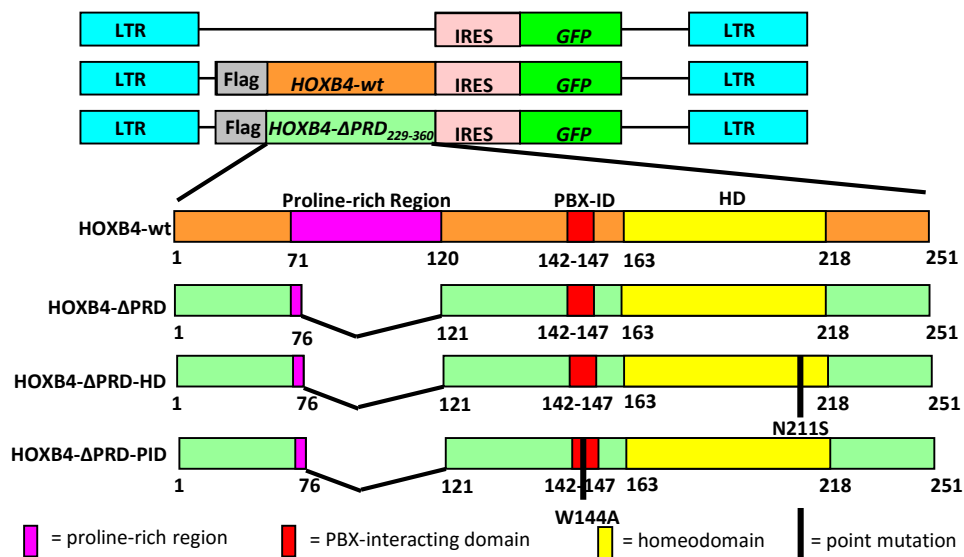 LTR IRES GFP LTR
LTR Flag HOXB4-wt IRES GFP LTR
LTR Flag HOXB4-ΔPRD229-360 IRES GFP LTR
Proline-rich Region PBX-ID HD
HOXB4-wt
1 71 120 142-147 163 218 251
HOXB4-ΔPRD
1 76 121 142-147 163 218 251
HOXB4-ΔPRD-HD
1 76 121 142-147 163 218 251
N211S
HOXB4-ΔPRD-PID
1 76 121 142-147 163 218 251
W144A
= proline-rich region = PBX-interacting domain = homeodomain = point mutation